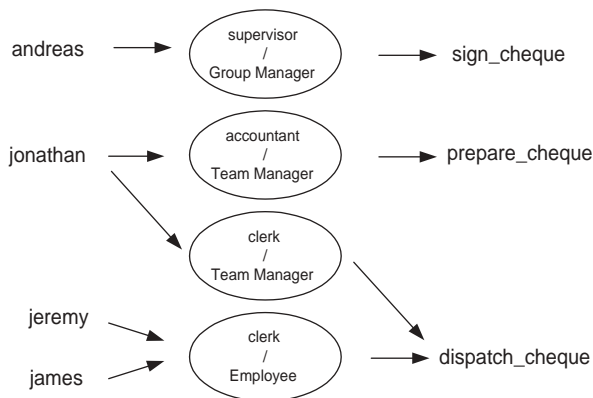 andreas
supervisor
/
Group Manager
sign_cheque
jonathan
accountant
/
Team Manager
prepare_cheque
clerk
/
Team Manager
jeremy
james
clerk
/
Employee
dispatch_cheque